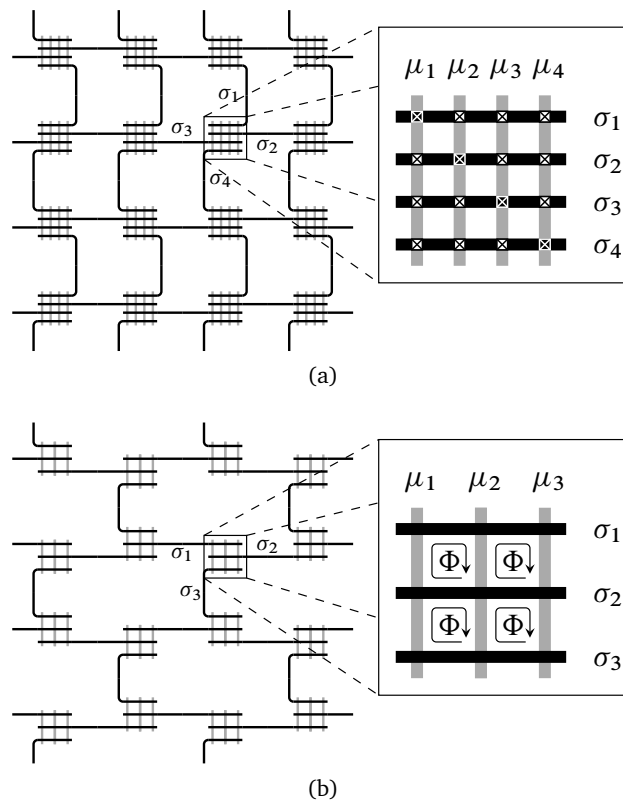 μ₁ μ₂ μ₃ μ₄
σ₁
σ₂
σ₃
σ₄
σ₁
σ₃
σ₂
σ₄
(a)
μ₁ μ₂ μ₃
σ₁
Φ Φ
σ₂
Φ Φ
σ₃
σ₁ σ₂
σ₃
(b)